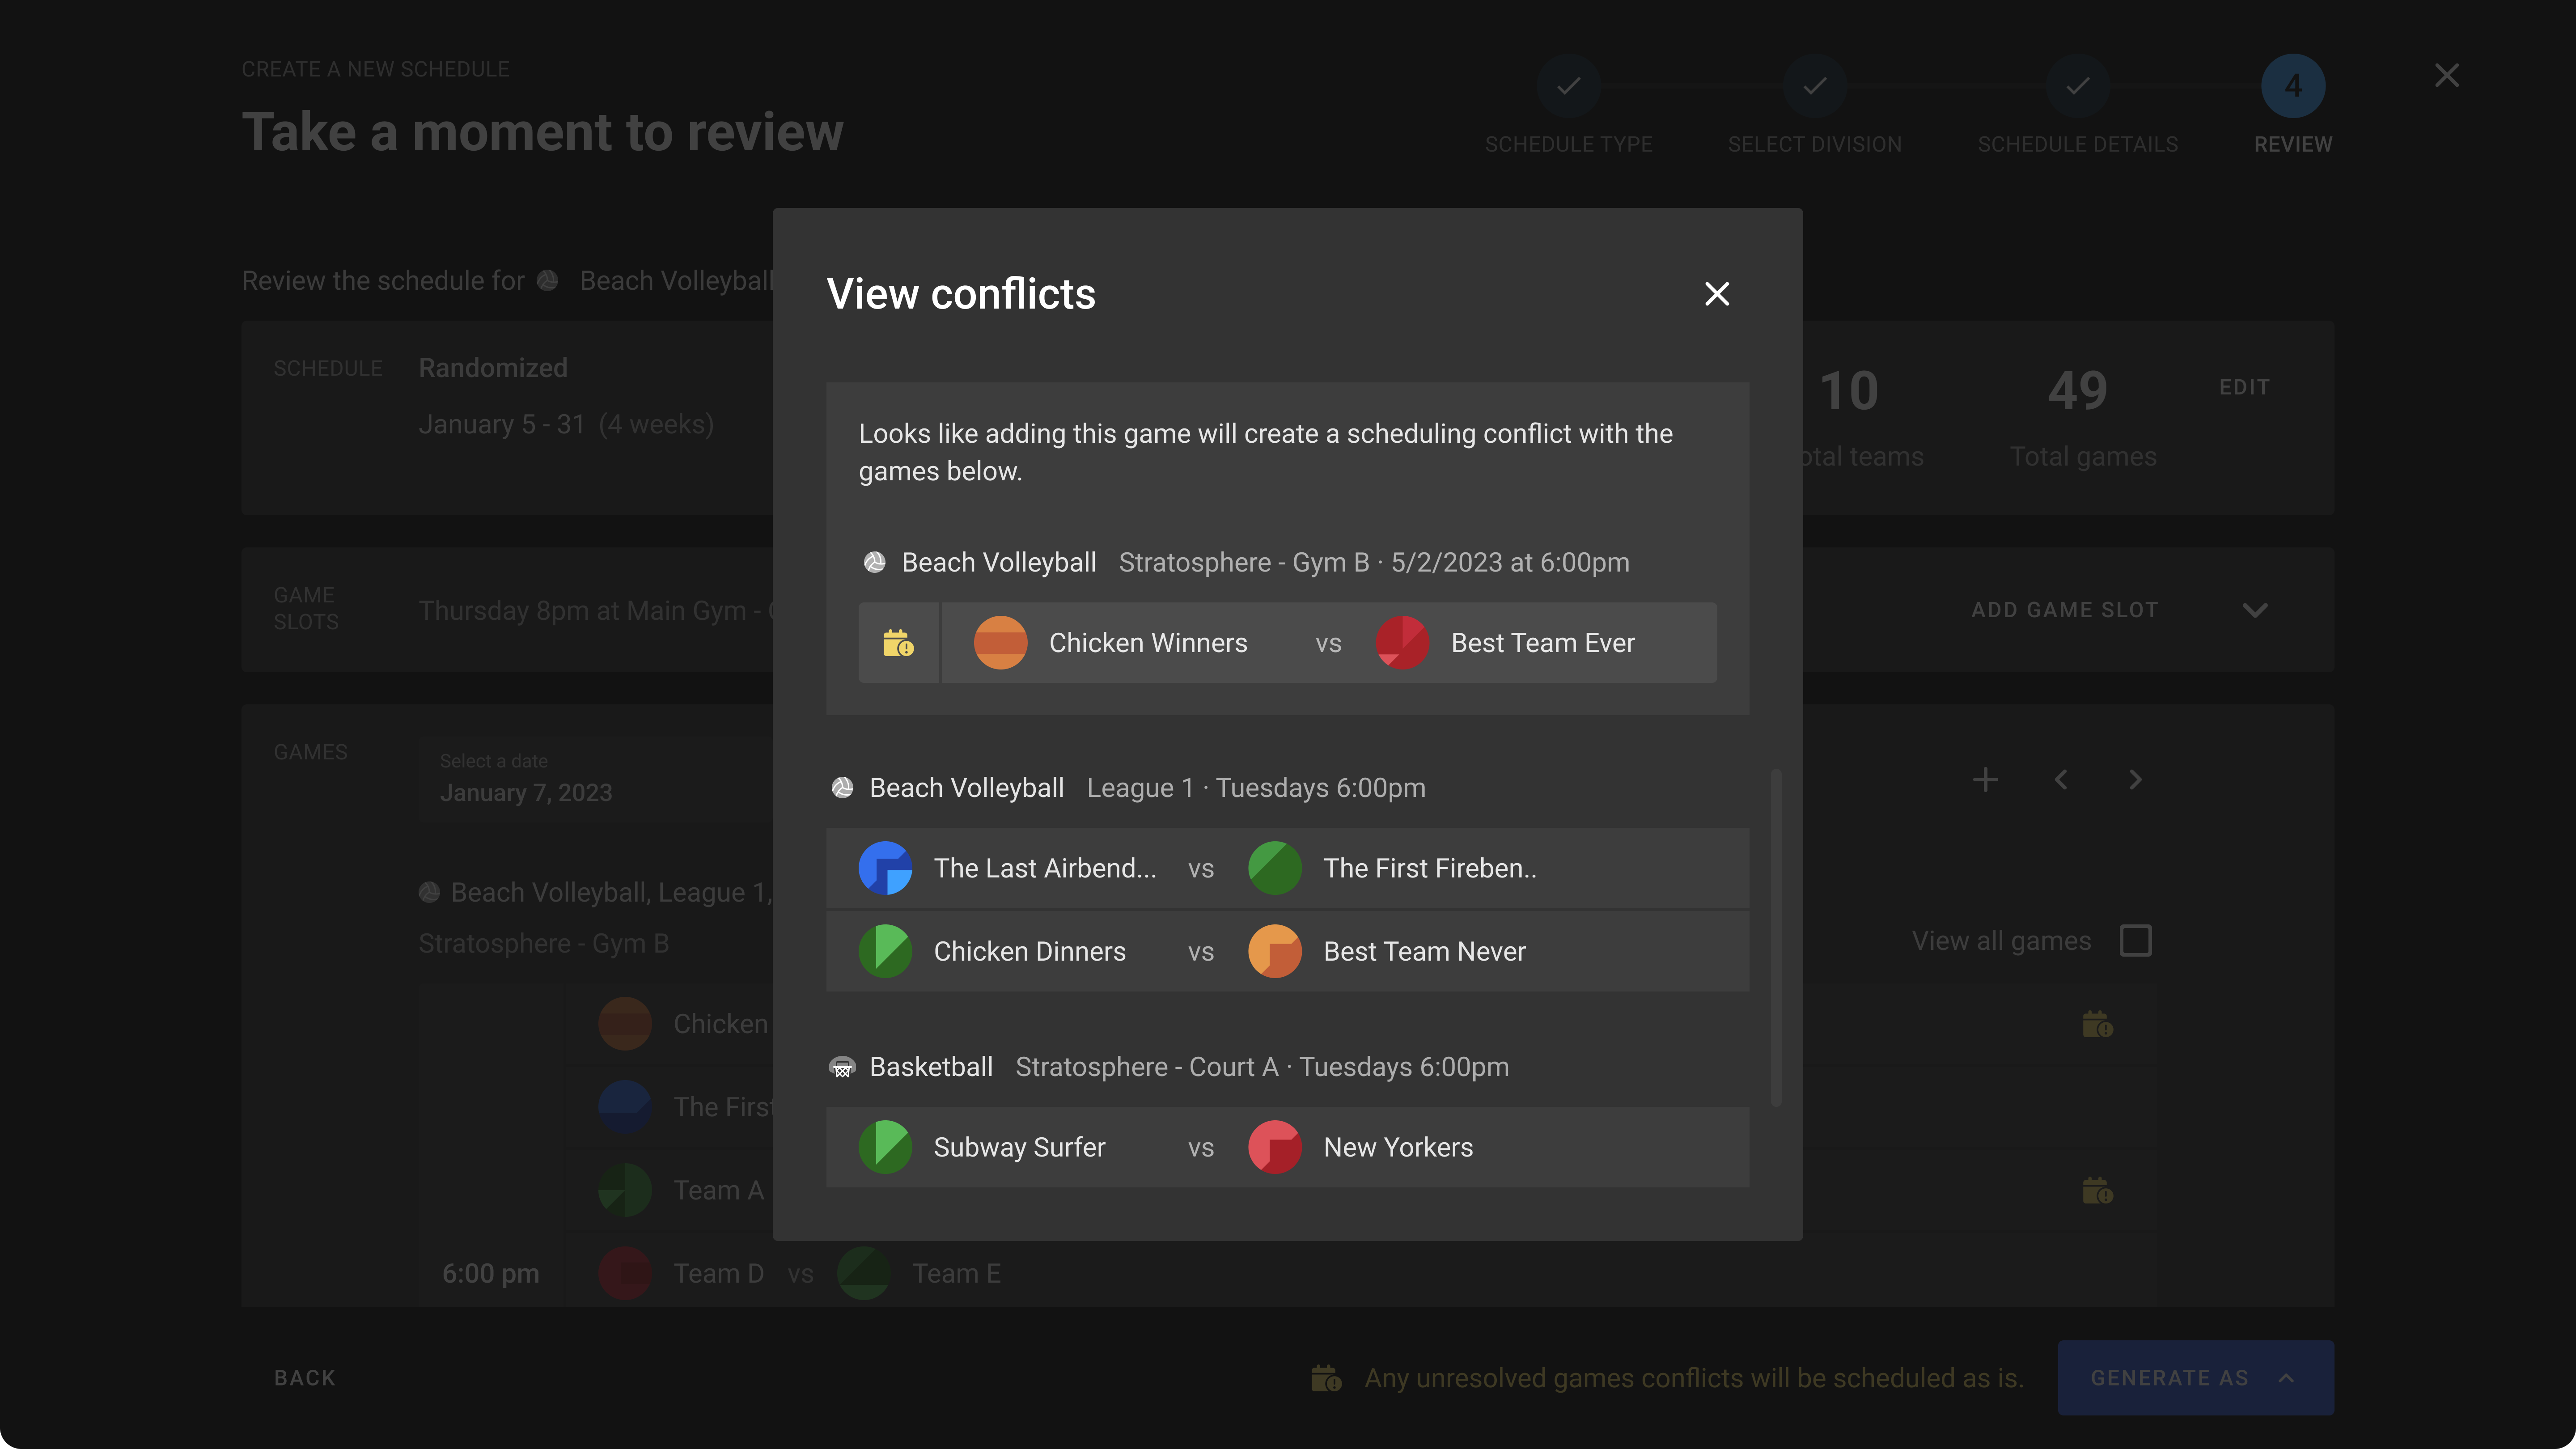 CREATE A NEW SCHEDULE
Take a moment to review
4
SCHEDULE TYPE
SELECT DIVISION
SCHEDULE DETAILS
REVIEW
Review the schedule for Beach Volleyball
SCHEDULE
Randomized
January 5 - 31 (4 weeks)
10
49
EDIT
teams
Total games
GAME
SLOTS
Thursday 8pm at Main Gym -
ADD GAME SLOT
GAMES
Select a date
January 7, 2023
Beach Volleyball, League 1,
Stratosphere - Gym B
View all games
Chicken
The First
Team A
6:00 pm
Team D vs Team E
BACK
Any unresolved games conflicts will be scheduled as is.
GENERATE AS
View conflicts
Looks like adding this game will create a scheduling conflict with the
games below.
Beach Volleyball Stratosphere - Gym B · 5/2/2023 at 6:00pm
Chicken Winners vs Best Team Ever
Beach Volleyball League 1 · Tuesdays 6:00pm
The Last Airbend... vs The First Fireben..
Chicken Dinners vs Best Team Never
Basketball Stratosphere - Court A · Tuesdays 6:00pm
Subway Surfer vs New Yorkers